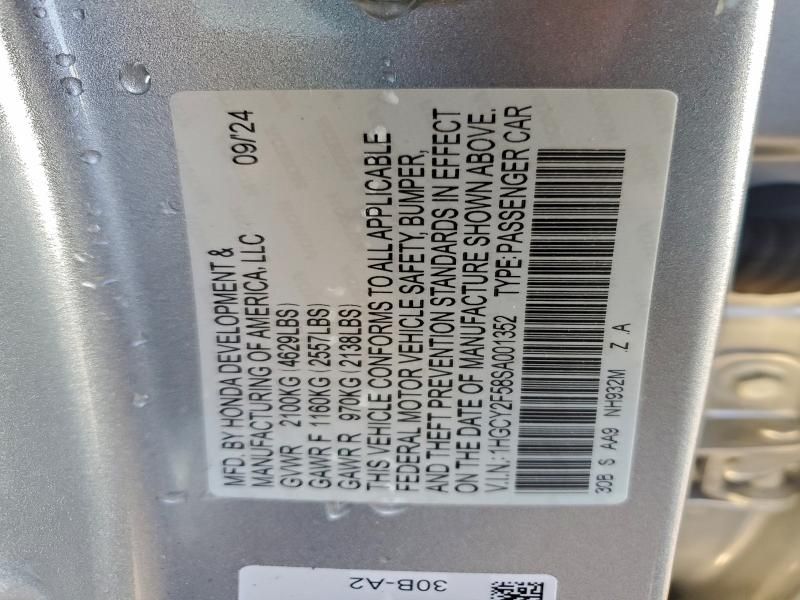 MFD. BY HONDA DEVELOPMENT &
MANUFACTURING OF AMERICA, LLC 09/'24
GVWR 2100KG (4629LBS)
GAWR F 1160KG (2557LBS)
GAWR R 970KG (2138LBS)
THIS VEHICLE CONFORMS TO ALL APPLICABLE
FEDERAL MOTOR VEHICLE SAFETY, BUMPER,
AND THEFT PREVENTION STANDARDS IN EFFECT
ON THE DATE OF MANUFACTURE SHOWN ABOVE.
V.I.N.: 1HGCY2F58SA001352 TYPE: PASSENGER CAR
30B S AA9 NH932M .Z .A
30B-A2